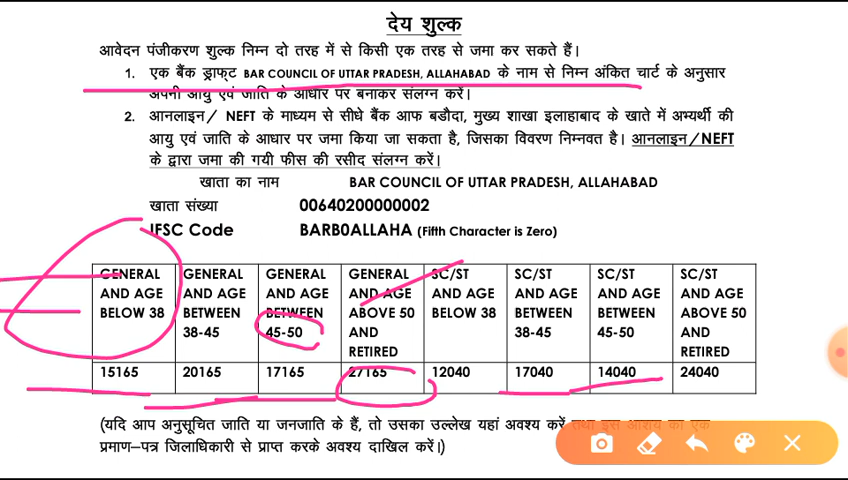 देय शुल्क
आवेदन पंजीकरण शुल्क निम्न दो तरह में से किसी एक तरह से जमा कर सकते हैं।
1. एक बैंक ड्राफ्ट BAR COUNCIL OF UTTAR PRADESH, ALLAHABAD के नाम से निम्न अंकित चार्ट के अनुसार
अपनी आयु एवं जाति के आधार पर बनाकर संलग्न करें।
2. आनलाइन/ NEFT के माध्यम से सीधे बैंक आफ बडौदा, मुख्य शाखा इलाहाबाद के खाते में अभ्यर्थी की
आयु एवं जाति के आधार पर जमा किया जा सकता है, जिसका विवरण निम्नवत है। आनलाइन/NEFT
के द्वारा जमा की गयी फीस की रसीद संलग्न करें।
खाता का नाम BAR COUNCIL OF UTTAR PRADESH, ALLAHABAD
खाता संख्या 00640200000002
IFSC Code BARB0ALLAHA (Fifth Character is Zero)
GENERAL GENERAL GENERAL GENERAL SC/ST SC/ST SC/ST SC/ST
AND AGE AND AGE AND AGE AND AGE AND AGE AND AGE AND AGE AND AGE
BELOW 38 BETWEEN BETWEEN ABOVE 50 BELOW 38 BETWEEN BETWEEN ABOVE 50
38-45 45-50 AND 38-45 45-50 AND
RETIRED RETIRED
15165 20165 17165 27165 12040 17040 14040 24040
(यदि आप अनुसूचित जाति या जनजाति के हैं, तो उसका उल्लेख यहां अवश्य करें तथा इस आशय का एक
प्रमाण–पत्र जिलाधिकारी से प्राप्त करके अवश्य दाखिल करें।)